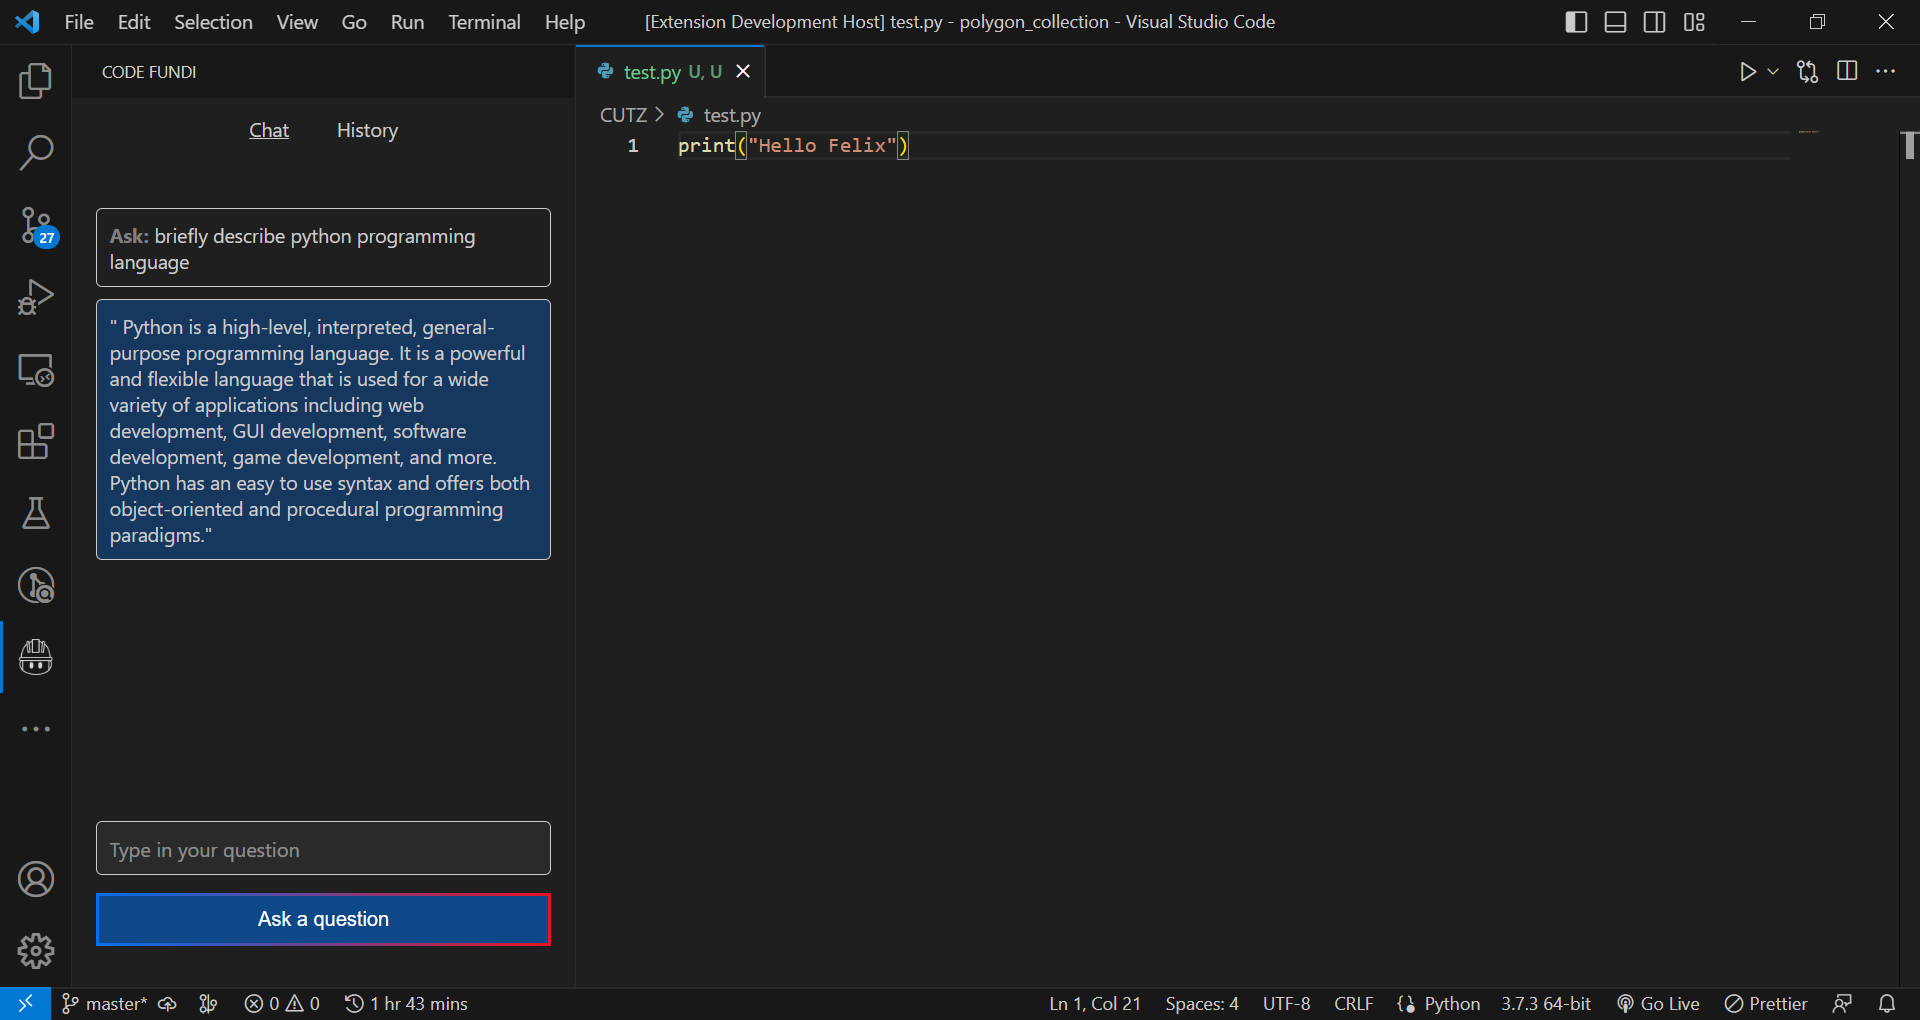 File Edit Selection View Go Run Terminal Help [Extension Development Host] test.py - polygon_collection - Visual Studio Code
CODE FUNDI
Chat History
Ask: briefly describe python programming
language
" Python is a high-level, interpreted, general-
purpose programming language. It is a powerful
and flexible language that is used for a wide
variety of applications including web
development, GUI development, software
development, game development, and more.
Python has an easy to use syntax and offers both
object-oriented and procedural programming
paradigms."
Type in your question
Ask a question
27
test.py U, U
CUTZ > test.py
1 print("Hello Felix")
master* 0 0 1 hr 43 mins Ln 1, Col 21 Spaces: 4 UTF-8 CRLF Python 3.7.3 64-bit Go Live Prettier